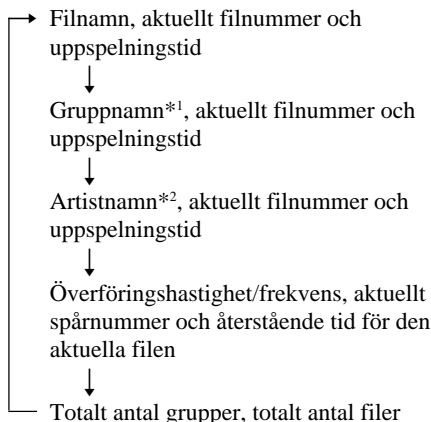 Filnamn, aktuellt filnummer och
uppspelningstid
Gruppnamn*1, aktuellt filnummer och
uppspelningstid
Artistnamn*2, aktuellt filnummer och
uppspelningstid
Överföringshastighet/frekvens, aktuellt
spårnummer och återstående tid för den
aktuella filen
Totalt antal grupper, totalt antal filer